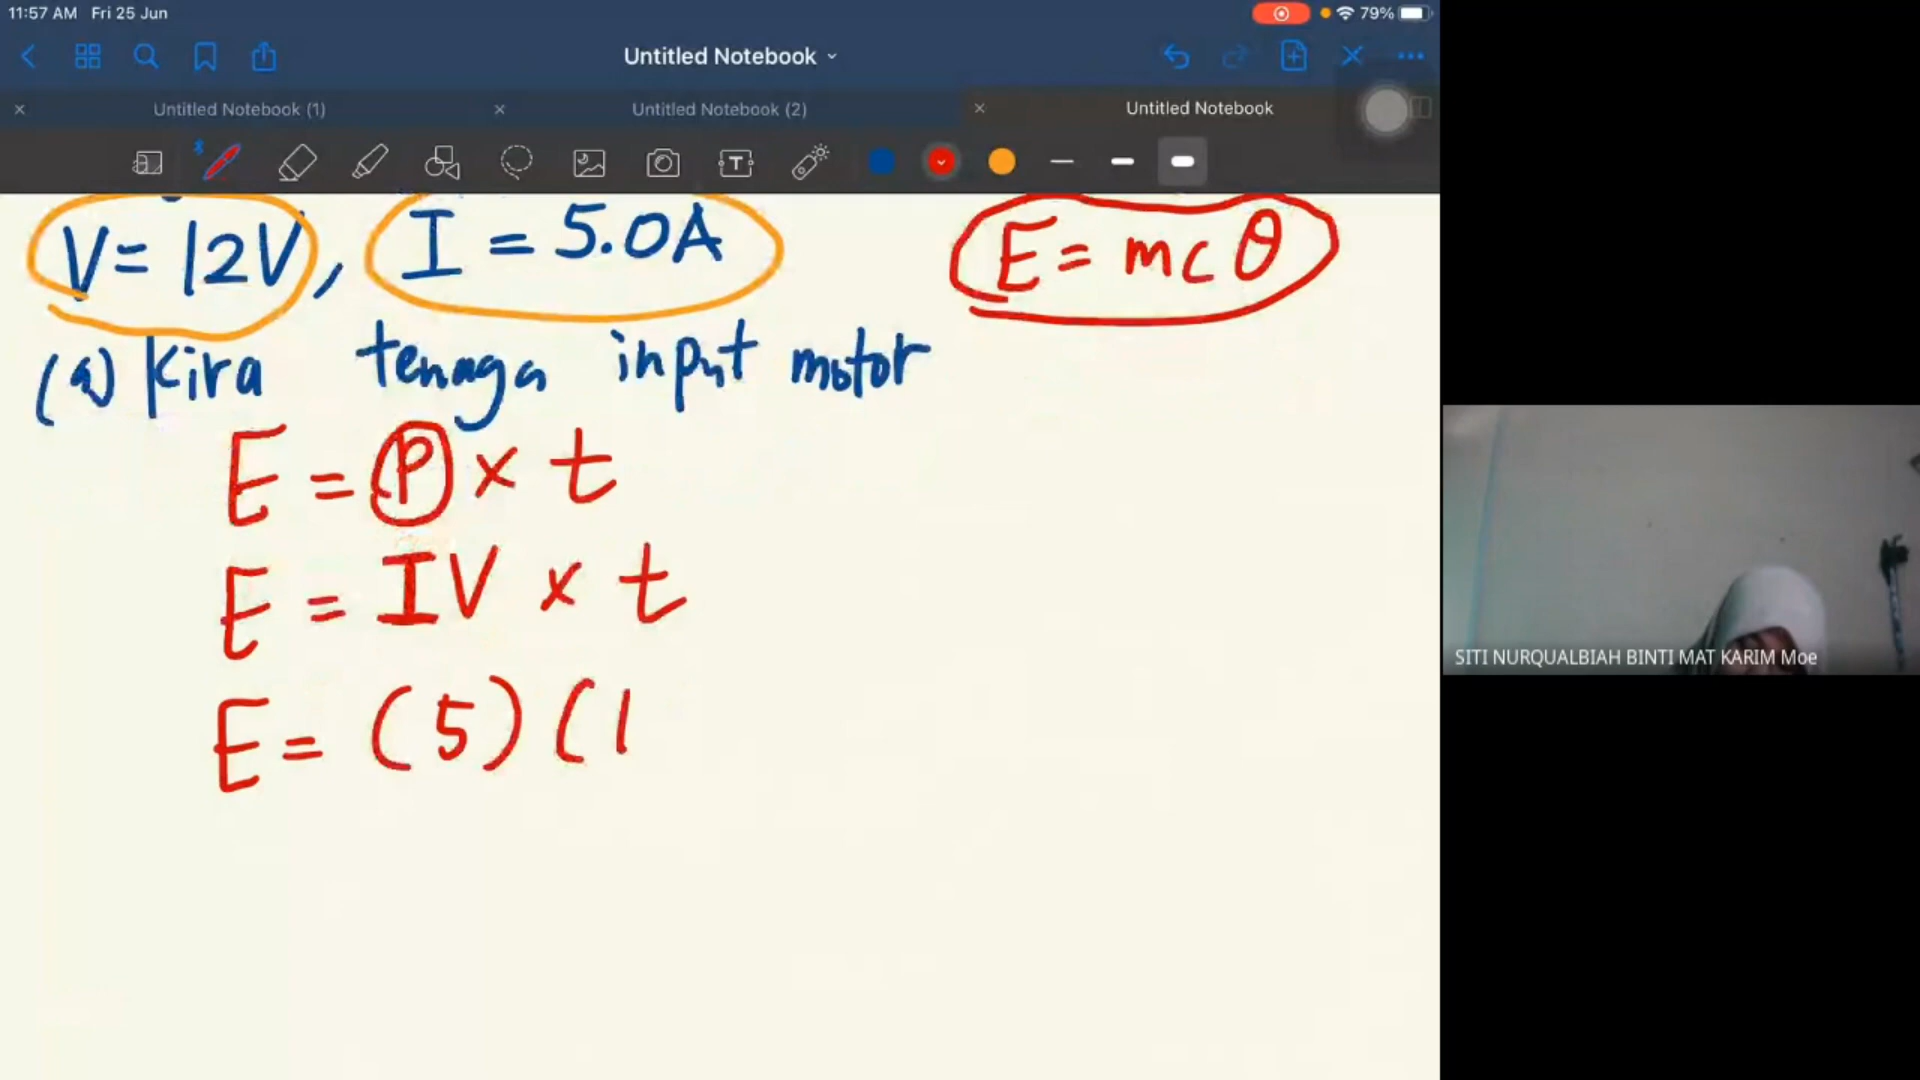 11:57 AM Fri 25 Jun
79%
Untitled Notebook
Untitled Notebook (1)
Untitled Notebook (2)
Untitled Notebook
T
V = 12V, I = 5.0A
E = mcθ
(a) Kira tenaga input motor
E = P × t
E = IV × t
E = (5) (1
SITI NURQUALBIAH BINTI MAT KARIM Moe